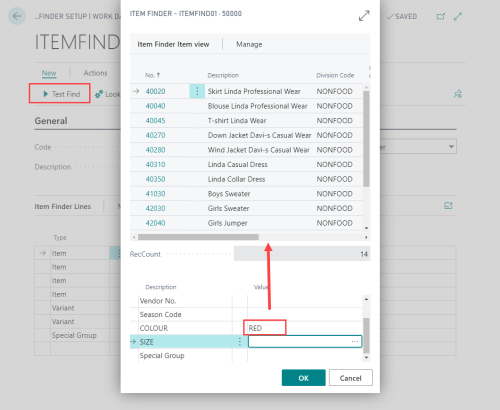 ...FINDER SETUP | WORK DA
SAVED
ITEMFIND
New Actions
Test Find Look
General
Code
Description
Item Finder Lines
Type
Item
Item
Item
Item
Variant
Variant
Special Group
ITEM FINDER - ITEMFIND01 · 50000
Item Finder Item view Manage
No. ↑ Description Division Code
40020 Skirt Linda Professional Wear NONFOOD
40040 Blouse Linda Professional Wear NONFOOD
40045 T-shirt Linda Wear NONFOOD
40270 Down Jacket Davi-s Casual Wear NONFOOD
40280 Wind Jacket Davi-s Casual Wear NONFOOD
40310 Linda Casual Dress NONFOOD
40350 Linda Collar Dress NONFOOD
41030 Boys Sweater NONFOOD
42030 Girls Sweater NONFOOD
42040 Girls Jumper NONFOOD
RecCount 14
Description Value
Vendor No.
Season Code
COLOUR RED
SIZE
Special Group
OK Cancel